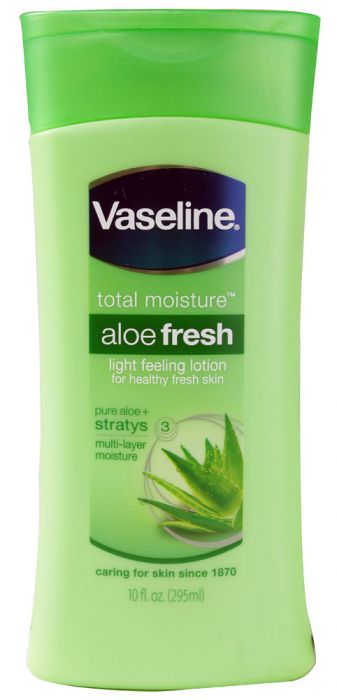 Vaseline®
total moisture™
aloe fresh
light feeling lotion
for healthy fresh skin
pure aloe +
stratys 3
multi-layer
moisture
caring for skin since 1870
10 fl. oz. (295ml)